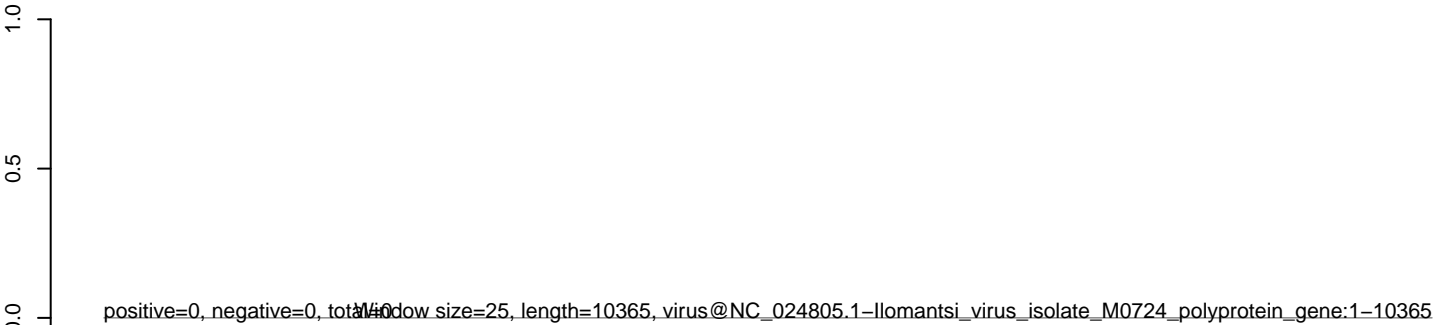 1.0
0.5
0.0
positive=0, negative=0, total=0
Window size=25, length=10365, virus@NC_024805.1−Ilomantsi_virus_isolate_M0724_polyprotein_gene:1−10365